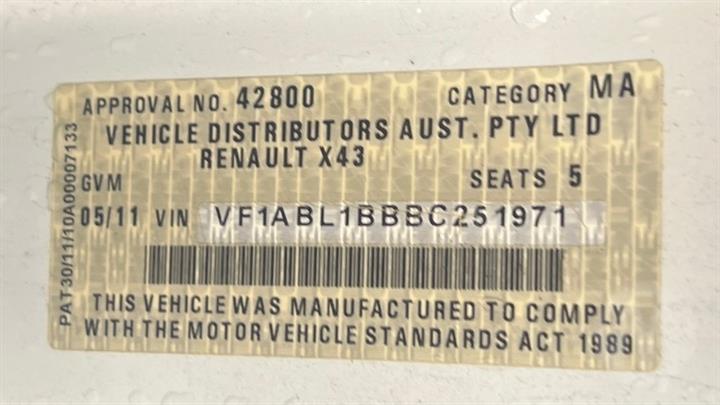 APPROVAL NO. 42800 CATEGORY MA
VEHICLE DISTRIBUTORS AUST. PTY LTD
RENAULT X43
GVM SEATS 5
05/11 VIN VF1ABL1BBBC251971
THIS VEHICLE WAS MANUFACTURED TO COMPLY
WITH THE MOTOR VEHICLE STANDARDS ACT 1989
PAT30/11/10A00007133